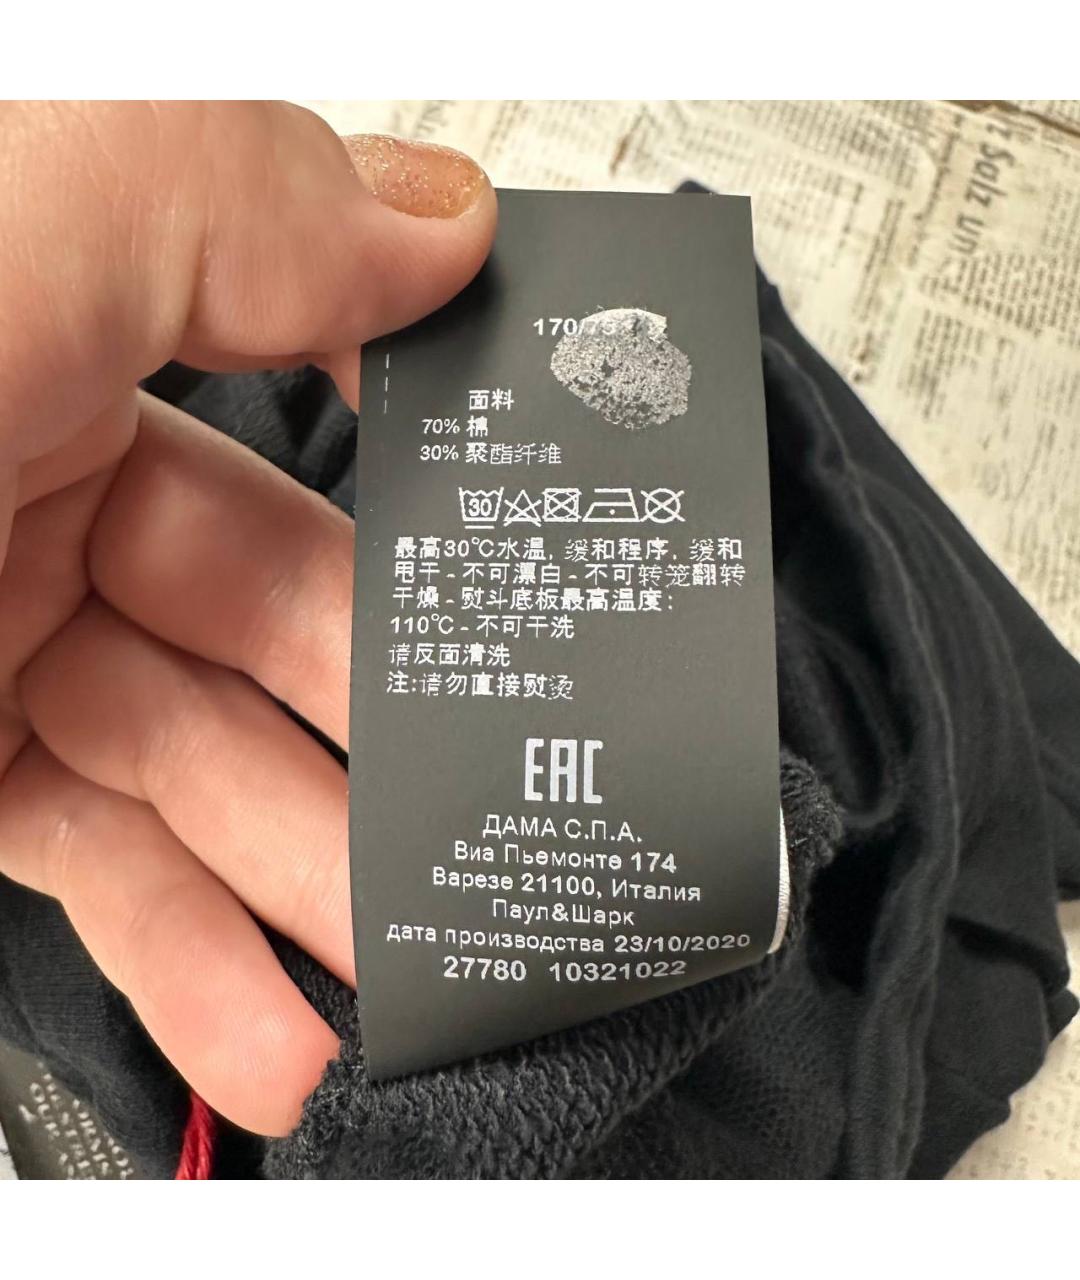 170/75
面料
70% 棉
30% 聚酯纤维
30
最高30℃水温, 缓和程序, 缓和
甩干 - 不可漂白 - 不可转笼翻转
干燥 - 熨斗底板最高温度:
110℃ - 不可干洗
请反面清洗
注:请勿直接熨烫
EAC
ДАМА С.П.А.
Виа Пьемонте 174
Варезе 21100, Италия
Паул&Шарк
дата производства 23/10/2020
27780 10321022
Salz un